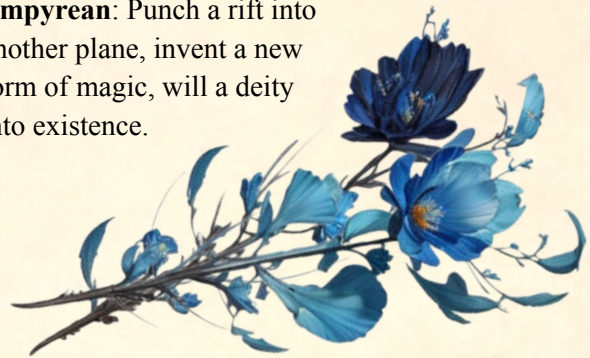 mpyrean: Punch a rift into
nother plane, invent a new
orm of magic, will a deity
nto existence.